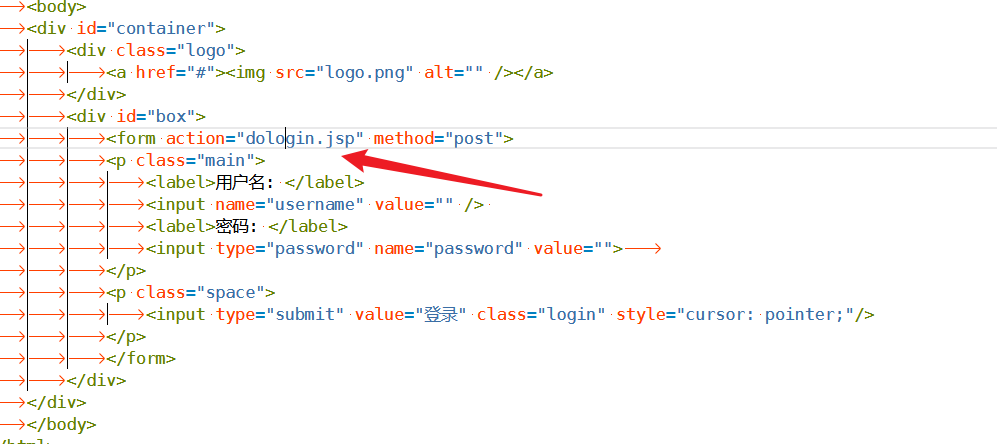 <body>
<div id="container">
<div class="logo">
<a href="#"><img src="logo.png" alt="" /></a>
</div>
<div id="box">
<form action="dologin.jsp" method="post">
<p class="main">
<label>用户名: </label>
<input name="username" value="" />
<label>密码: </label>
<input type="password" name="password" value="">
</p>
<p class="space">
<input type="submit" value="登录" class="login" style="cursor: pointer;"/>
</p>
</form>
</div>
</div>
</body>